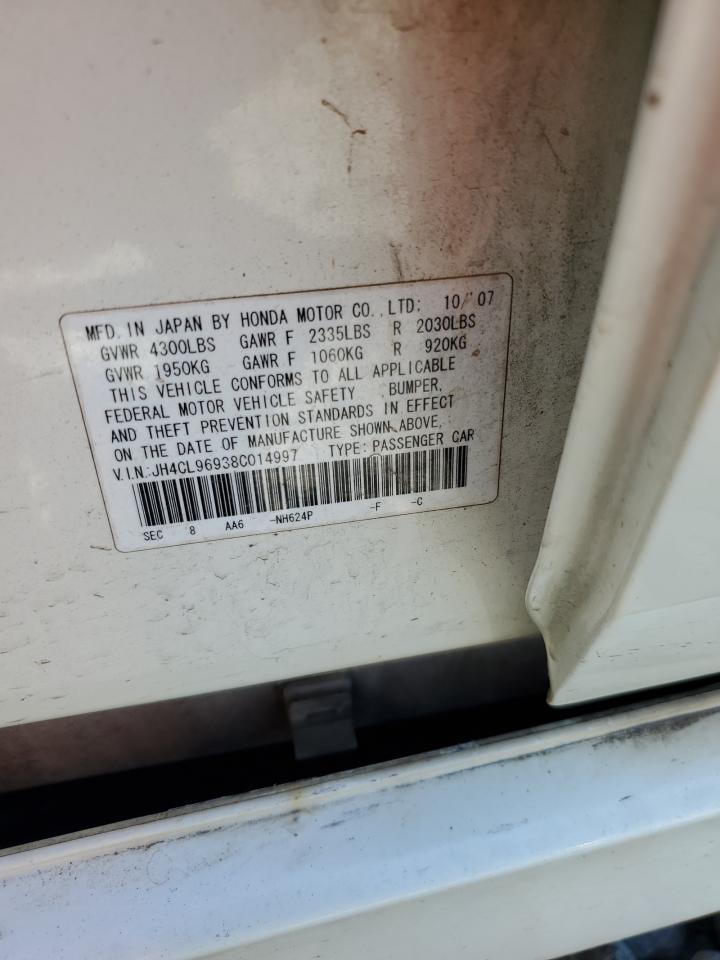 MFD. IN JAPAN BY HONDA MOTOR CO., LTD: 10/'07
GVWR 4300LBS GAWR F 2335LBS R 2030LBS
GVWR 1950KG GAWR F 1060KG R 920KG
THIS VEHICLE CONFORMS TO ALL APPLICABLE
FEDERAL MOTOR VEHICLE SAFETY ,BUMPER,
AND THEFT PREVENTION STANDARDS IN EFFECT
ON THE DATE OF MANUFACTURE SHOWN ABOVE,
V.I.N:JH4CL96938C014997 TYPE: PASSENGER CAR
SEC 8 AA6 -NH624P -F -C